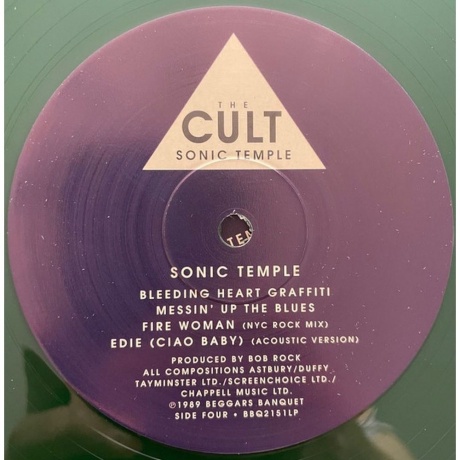 THE
CULT
SONIC TEMPLE
TEA
SONIC TEMPLE
BLEEDING HEART GRAFFITI
MESSIN' UP THE BLUES
FIRE WOMAN (NYC ROCK MIX)
EDIE (CIAO BABY) (ACOUSTIC VERSION)
PRODUCED BY BOB ROCK
ALL COMPOSITIONS ASTBURY/DUFFY
TAYMINSTER LTD./SCREENCHOICE LTD./
CHAPPELL MUSIC LTD.
℗1989 BEGGARS BANQUET
SIDE FOUR • BBQ2151LP